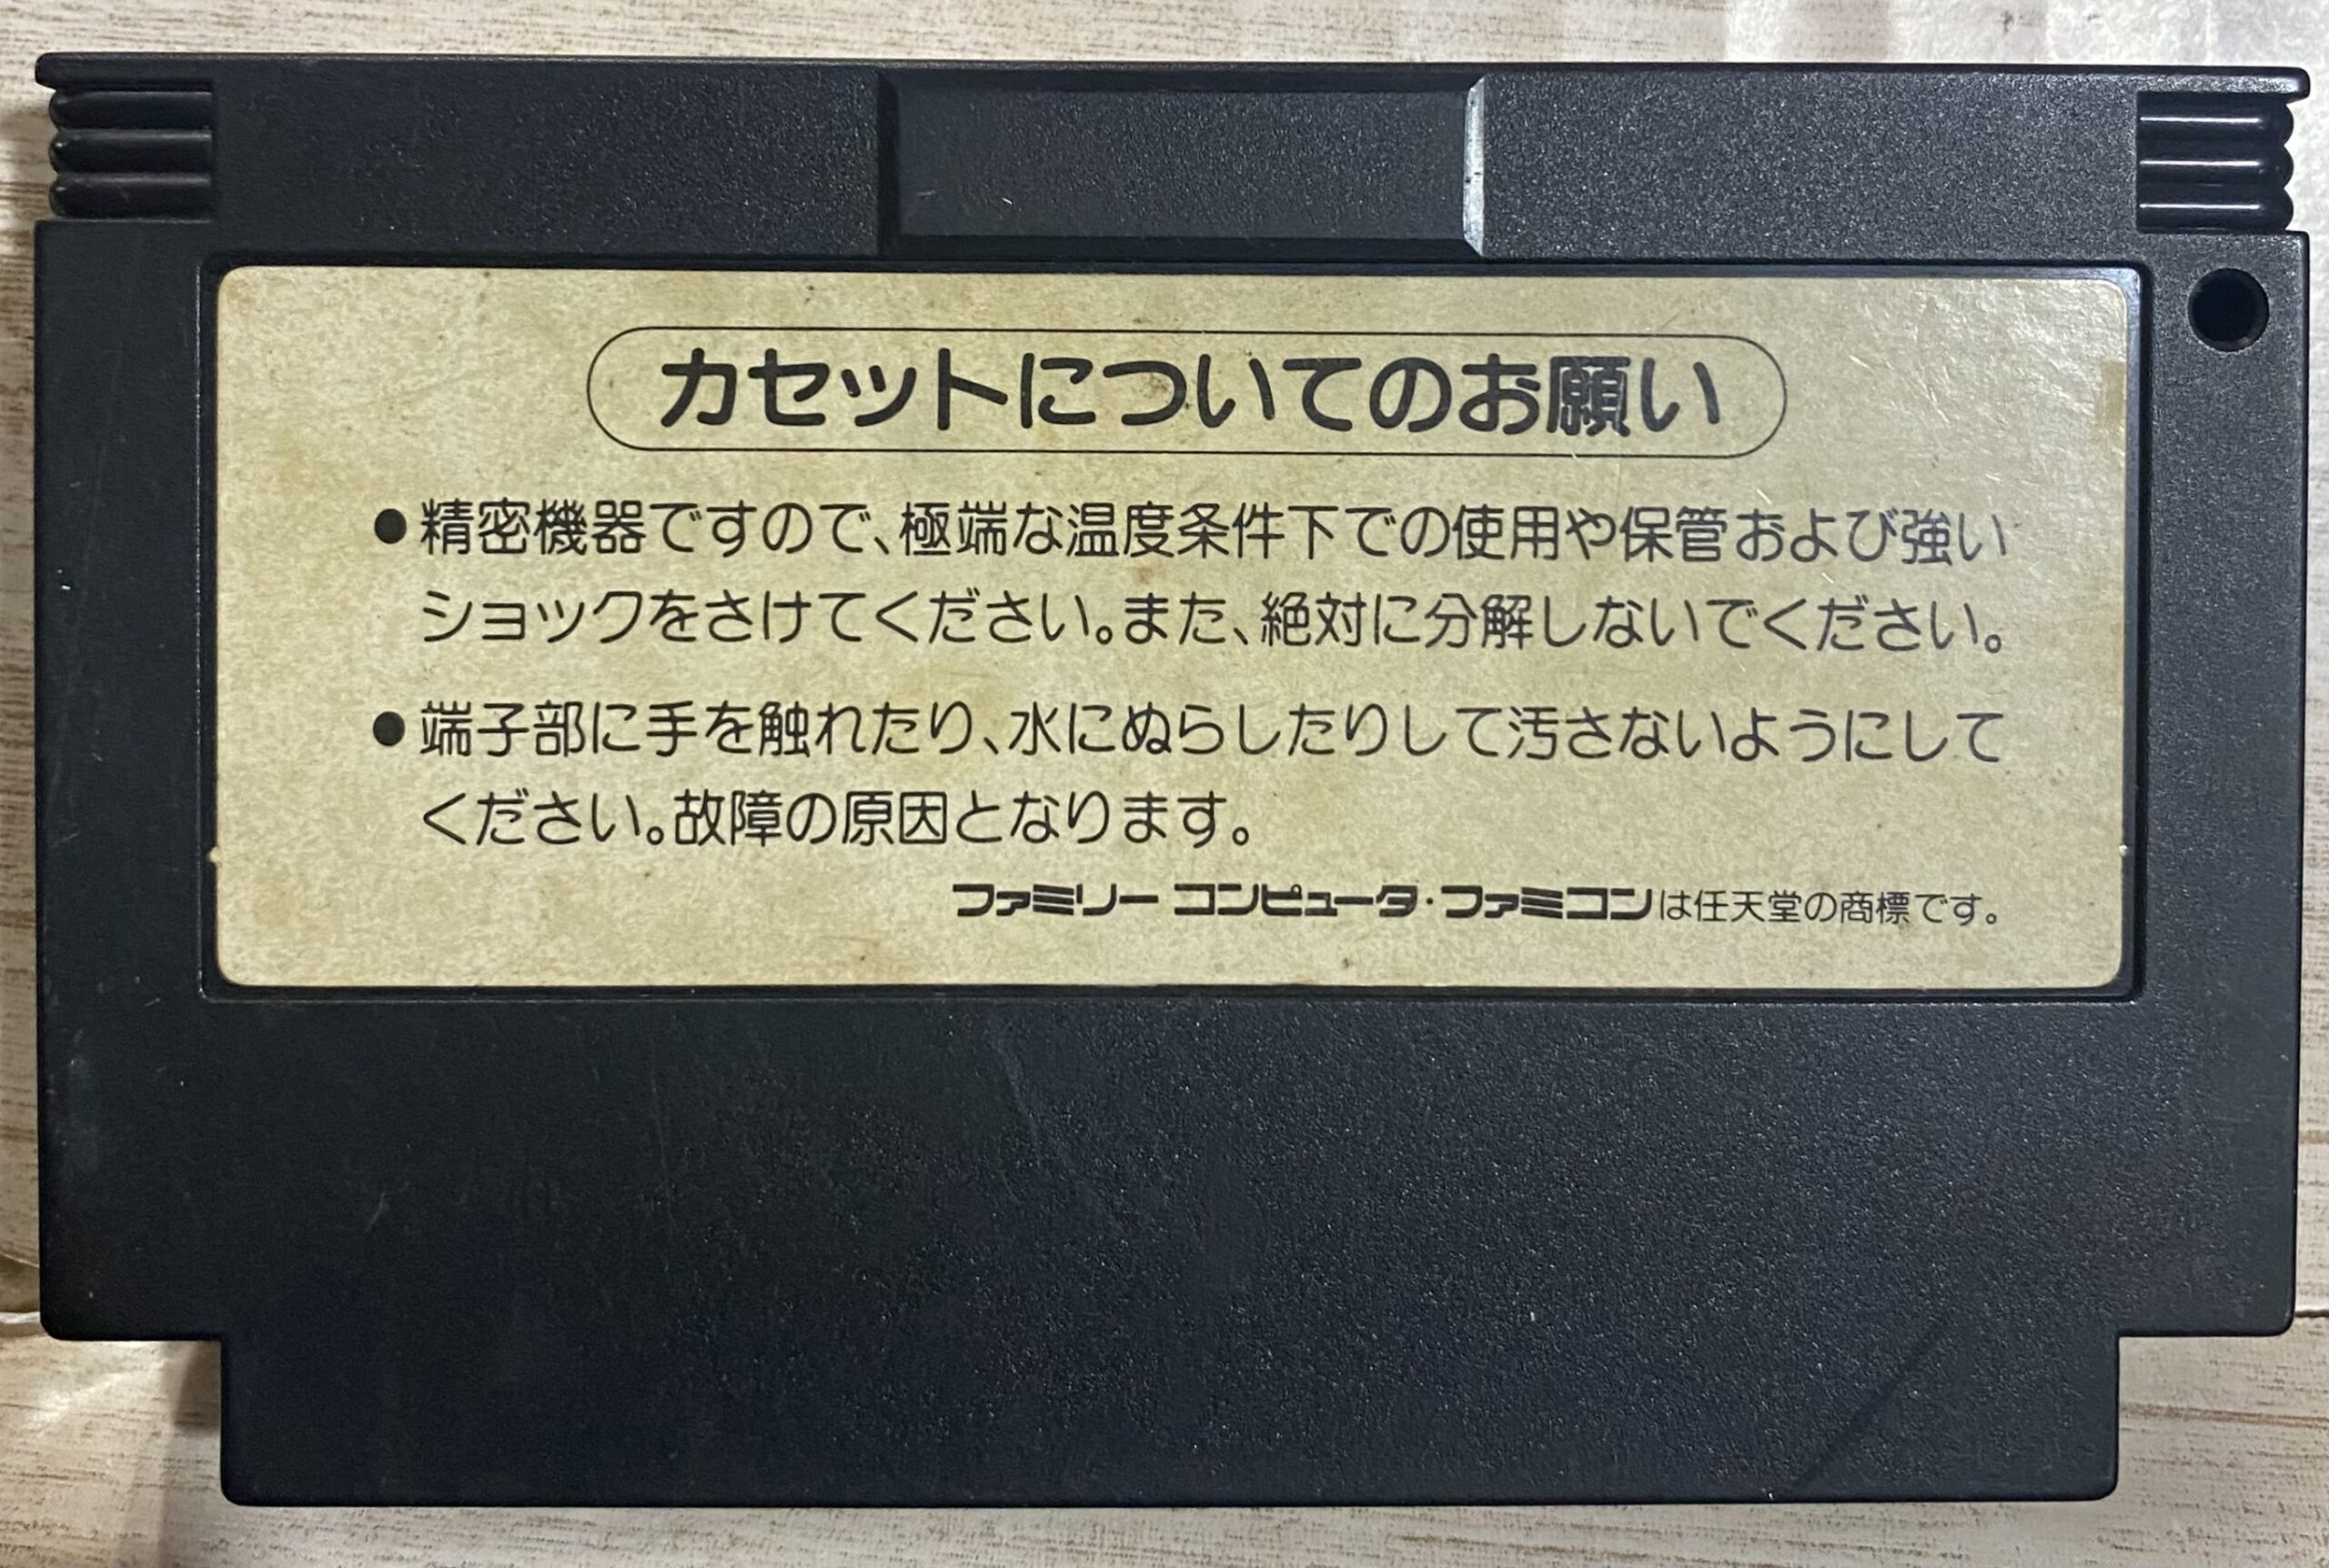 カセットについてのお願い
●精密機器ですので、極端な温度条件下での使用や保管および強い
ショックをさけてください。また、絶対に分解しないでください。
●端子部に手を触れたり、水にぬらしたりして汚さないようにして
ください。故障の原因となります。
ファミリー コンピュータ・ファミコンは任天堂の商標です。